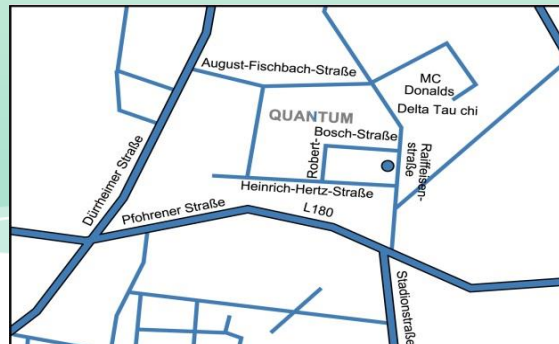 August-Fischbach-Straße
MC
Donalds
Delta Tau chi
QUANTUM
Robert-
Bosch-Straße
Raiffeisen-
straße
Heinrich-Hertz-Straße
Dürrheimer Straße
Pfohrener Straße
L180
Stadionstraße